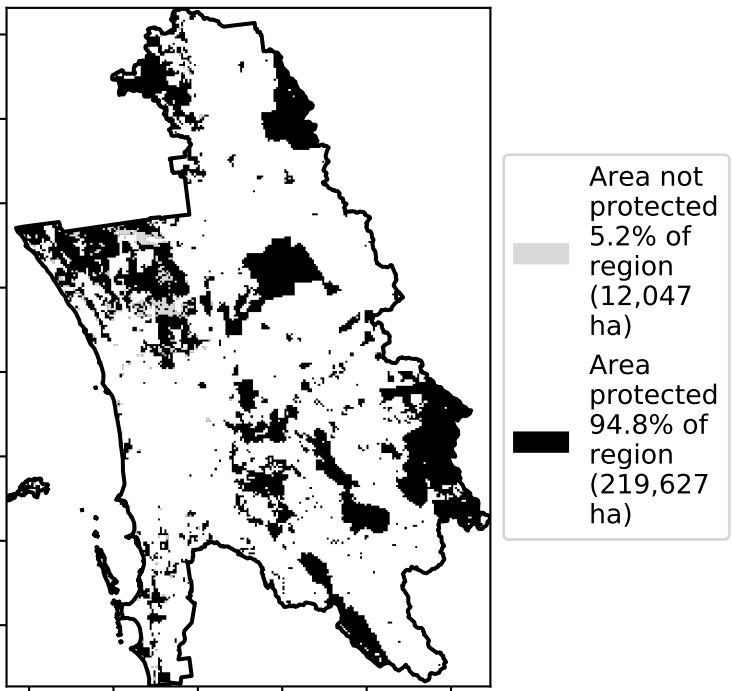 Area not
protected
5.2% of
region
(12,047
ha)
Area
protected
94.8% of
region
(219,627
ha)